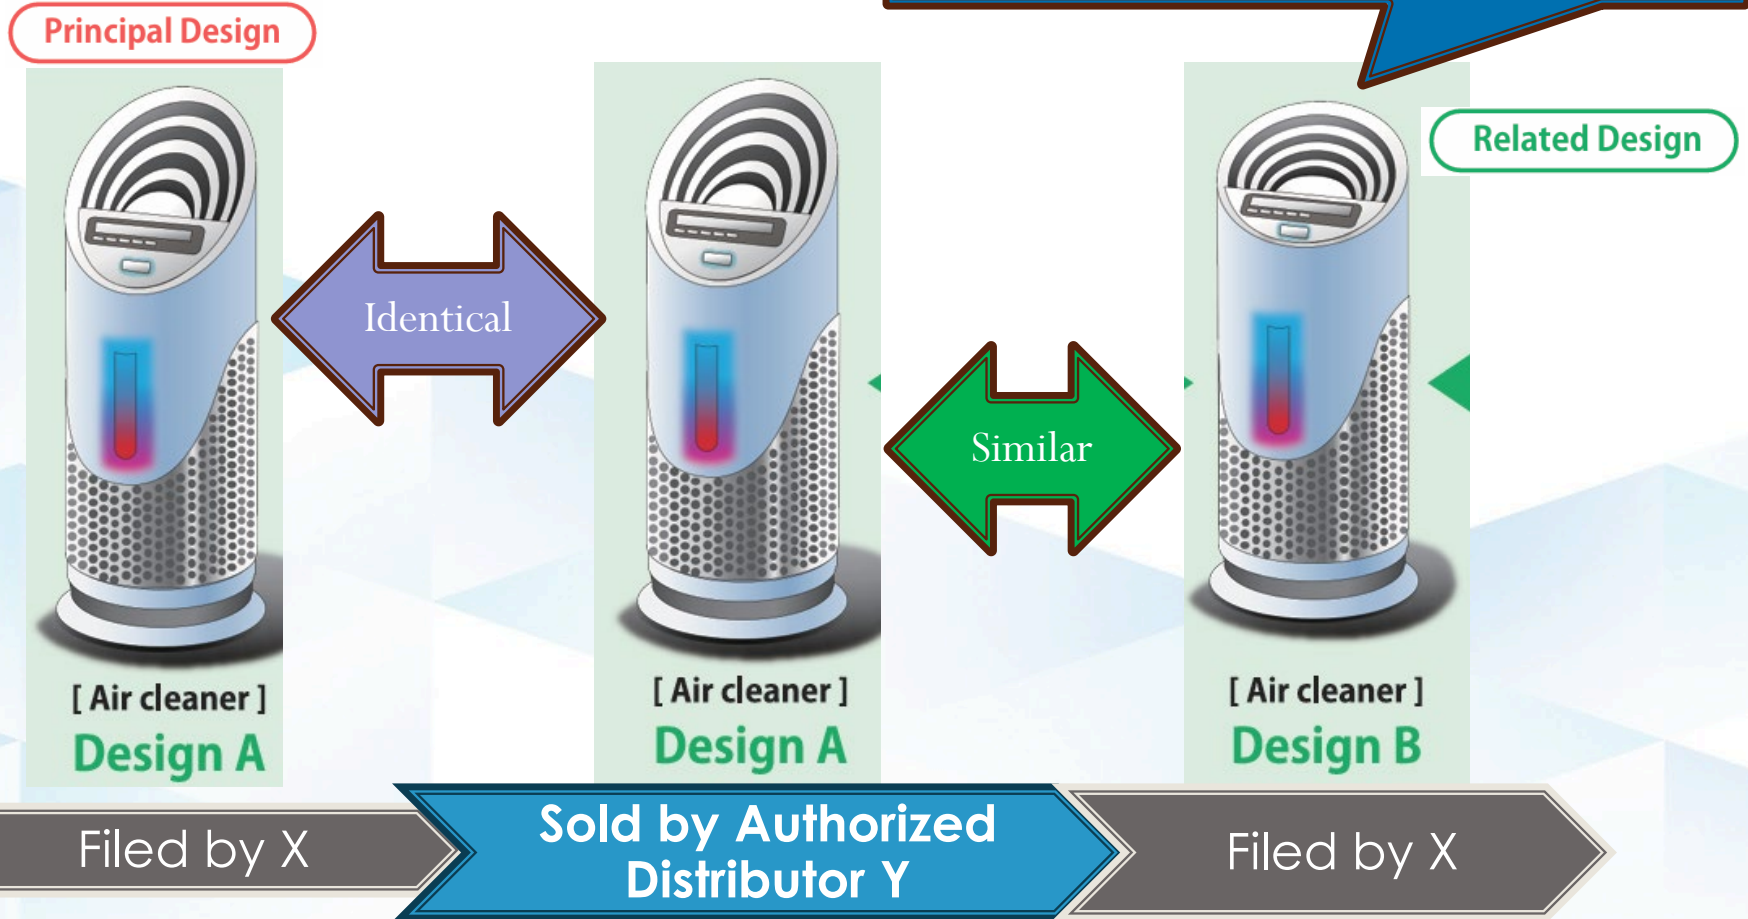 Principal Design
Related Design
Identical
Similar
[ Air cleaner ]
Design A
[ Air cleaner ]
Design A
[ Air cleaner ]
Design B
Filed by X
Sold by Authorized
Distributor Y
Filed by X